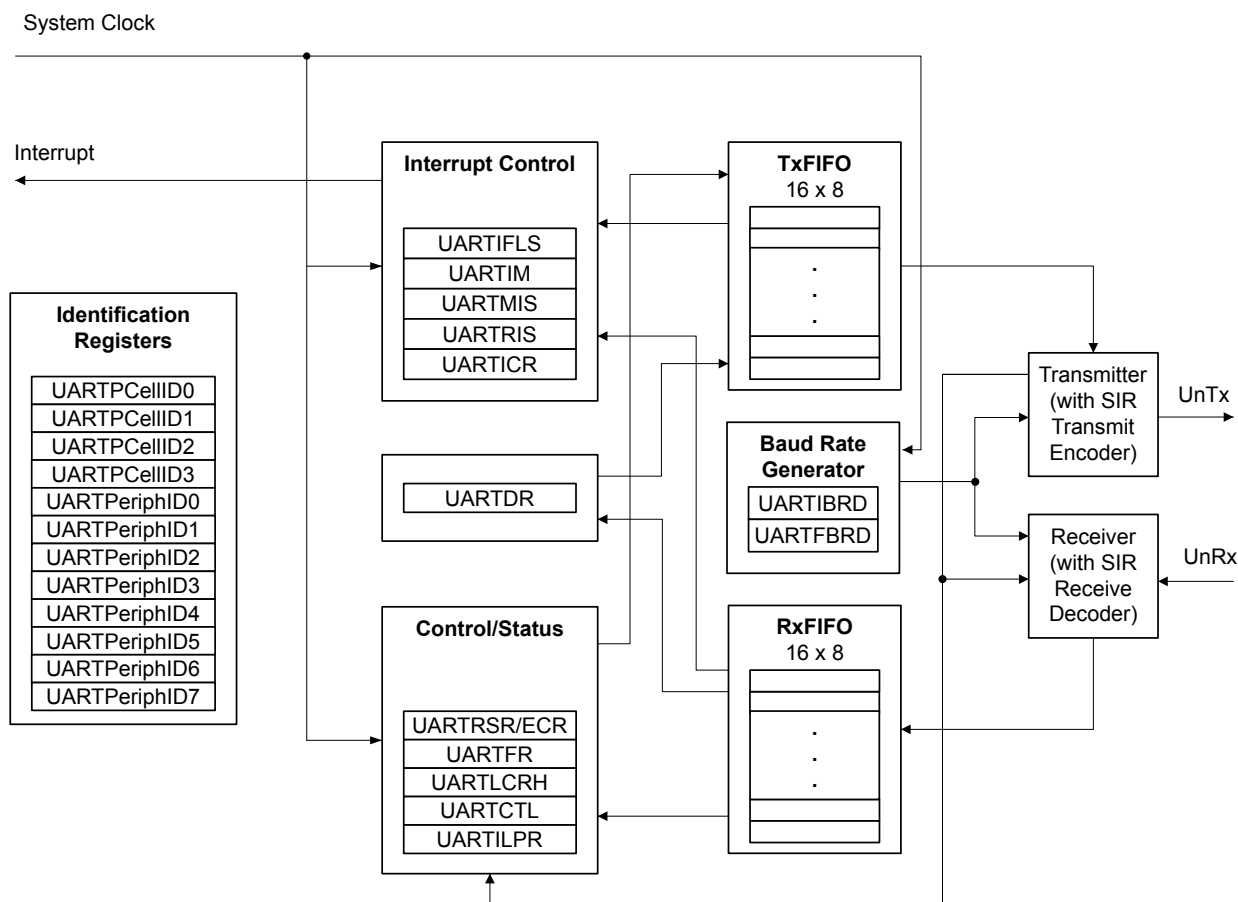 System Clock
Interrupt
Identification
Registers
UARTPCellID0
UARTPCellID1
UARTPCellID2
UARTPCellID3
UARTPeriphID0
UARTPeriphID1
UARTPeriphID2
UARTPeriphID3
UARTPeriphID4
UARTPeriphID5
UARTPeriphID6
UARTPeriphID7
Interrupt Control
UARTIFLS
UARTIM
UARTMIS
UARTRIS
UARTICR
UARTDR
Control/Status
UARTRSR/ECR
UARTFR
UARTLCRH
UARTCTL
UARTILPR
TxFIFO
16 x 8
.
.
.
Baud Rate
Generator
UARTIBRD
UARTFBRD
RxFIFO
16 x 8
.
.
.
Transmitter
(with SIR
Transmit
Encoder)
UnTx
Receiver
(with SIR
Receive
Decoder)
UnRx